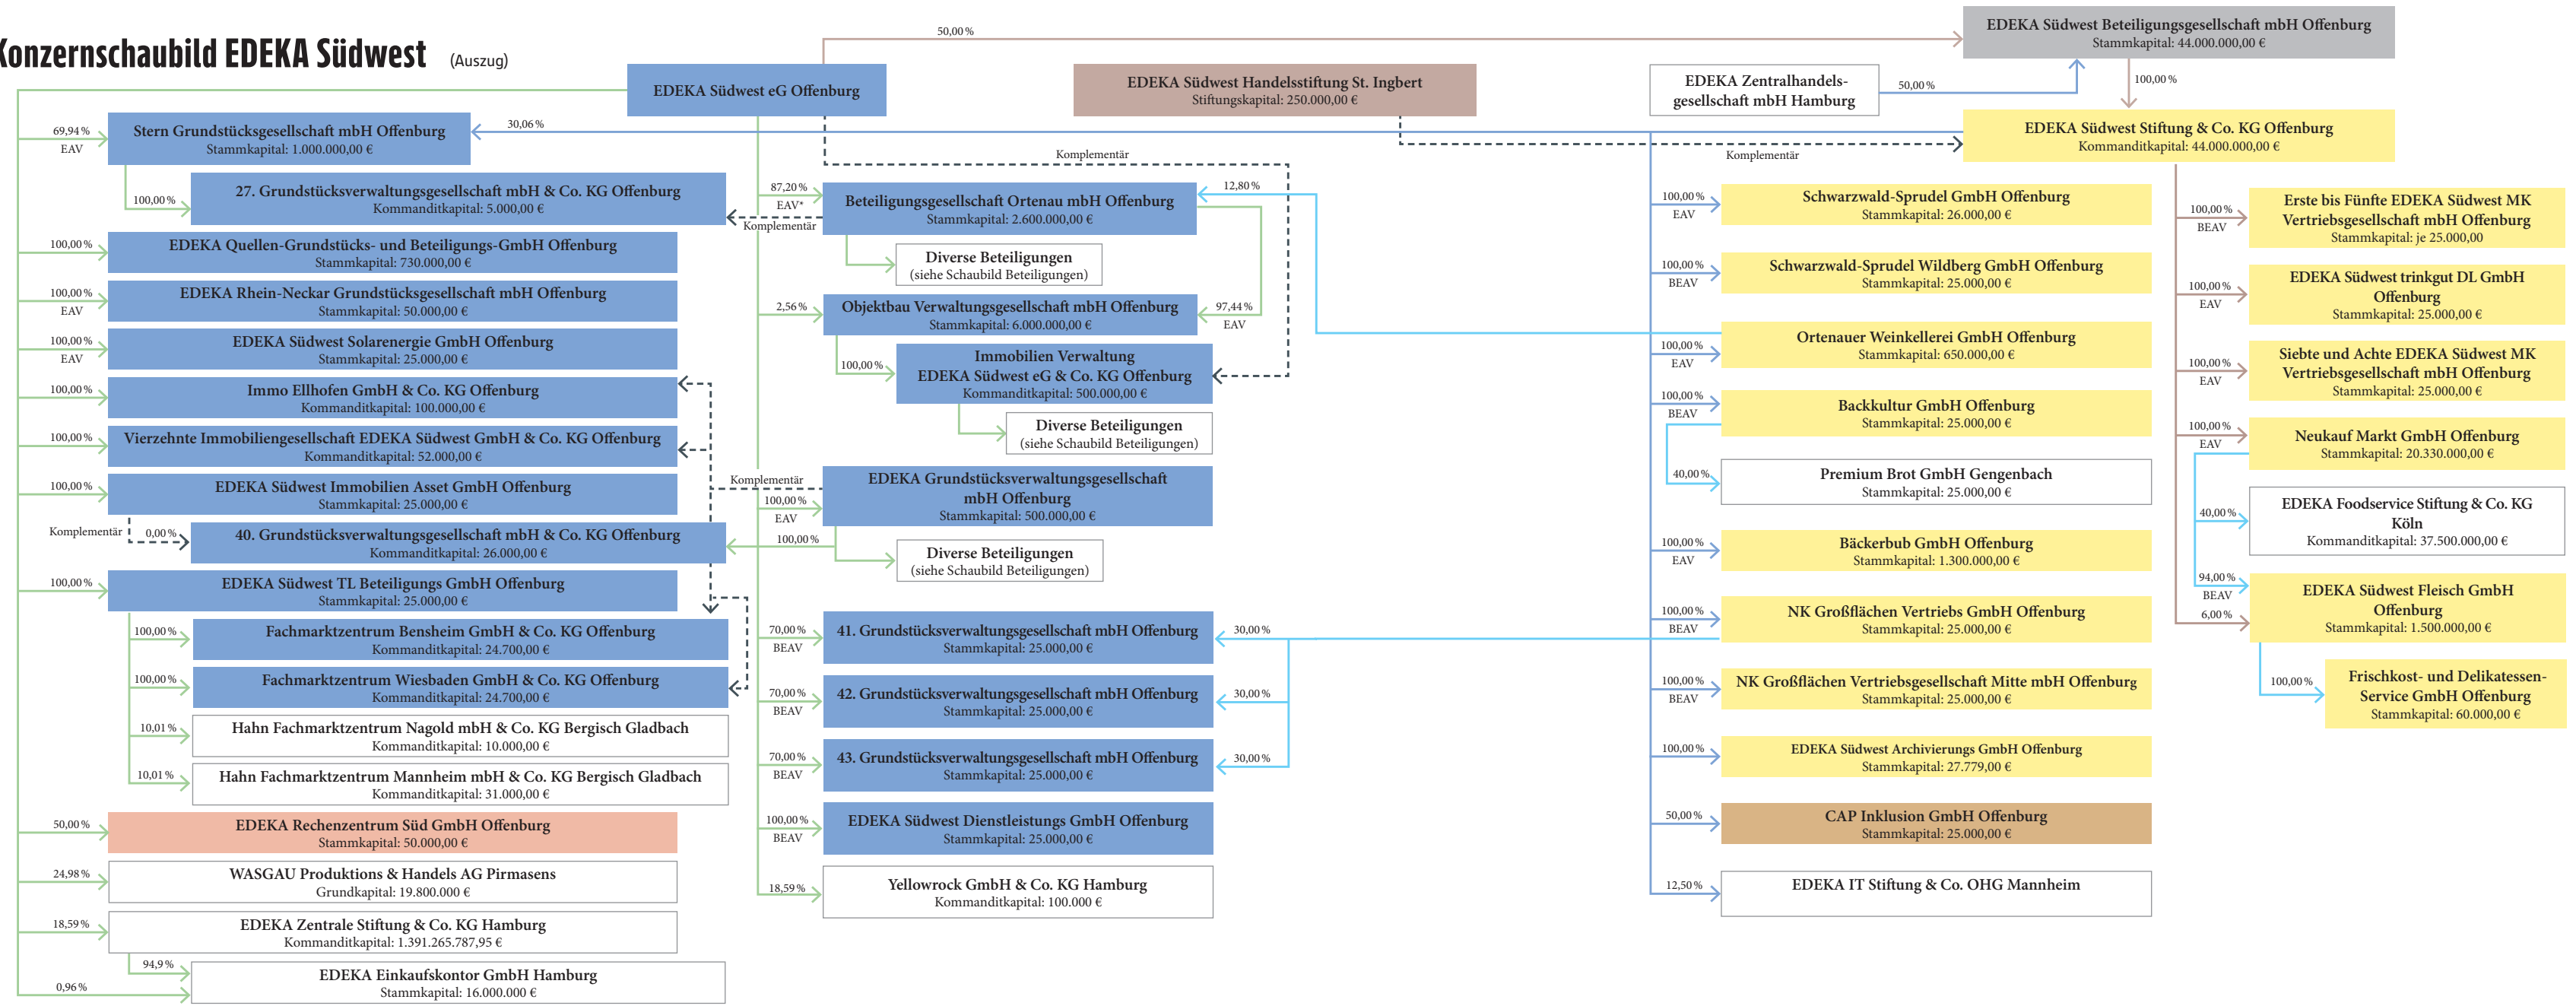 Konzernschaubild EDEKA Südwest (Auszug)
50,00 %
EDEKA Südwest Beteiligungsgesellschaft mbH Offenburg
Stammkapital: 44.000.000,00 €
100,00 %
EDEKA Südwest eG Offenburg
EDEKA Südwest Handelsstiftung St. Ingbert
Stiftungskapital: 250.000,00 €
EDEKA Zentralhandels-
gesellschaft mbH Hamburg
50,00 %
EDEKA Südwest Stiftung & Co. KG Offenburg
Kommanditkapital: 44.000.000,00 €
Komplementär
69,94 %
EAV
Stern Grundstücksgesellschaft mbH Offenburg
Stammkapital: 1.000.000,00 €
30,06 %
100,00 %
27. Grundstücksverwaltungsgesellschaft mbH & Co. KG Offenburg
Kommanditkapital: 5.000,00 €
100,00 %
EDEKA Quellen-Grundstücks- und Beteiligungs-GmbH Offenburg
Stammkapital: 730.000,00 €
100,00 %
EAV
EDEKA Rhein-Neckar Grundstücksgesellschaft mbH Offenburg
Stammkapital: 50.000,00 €
100,00 %
EAV
EDEKA Südwest Solarenergie GmbH Offenburg
Stammkapital: 25.000,00 €
100,00 %
Immo Ellhofen GmbH & Co. KG Offenburg
Kommanditkapital: 100.000,00 €
100,00 %
Vierzehnte Immobiliengesellschaft EDEKA Südwest GmbH & Co. KG Offenburg
Kommanditkapital: 52.000,00 €
100,00 %
EDEKA Südwest Immobilien Asset GmbH Offenburg
Stammkapital: 25.000,00 €
Komplementär
0,00 %
40. Grundstücksverwaltungsgesellschaft mbH & Co. KG Offenburg
Kommanditkapital: 26.000,00 €
100,00 %
EDEKA Südwest TL Beteiligungs GmbH Offenburg
Stammkapital: 25.000,00 €
100,00 %
Fachmarktzentrum Bensheim GmbH & Co. KG Offenburg
Kommanditkapital: 24.700,00 €
100,00 %
Fachmarktzentrum Wiesbaden GmbH & Co. KG Offenburg
Kommanditkapital: 24.700,00 €
10,01 %
Hahn Fachmarktzentrum Nagold mbH & Co. KG Bergisch Gladbach
Kommanditkapital: 10.000,00 €
10,01 %
Hahn Fachmarktzentrum Mannheim mbH & Co. KG Bergisch Gladbach
Kommanditkapital: 31.000,00 €
50,00 %
EDEKA Rechenzentrum Süd GmbH Offenburg
Stammkapital: 50.000,00 €
24,98 %
WASGAU Produktions & Handels AG Pirmasens
Grundkapital: 19.800.000 €
18,59 %
EDEKA Zentrale Stiftung & Co. KG Hamburg
Kommanditkapital: 1.391.265.787,95 €
94,9 %
0,96 %
EDEKA Einkaufskontor GmbH Hamburg
Stammkapital: 16.000.000 €
Komplementär
87,20 %
EAV*
Komplementär
Beteiligungsgesellschaft Ortenau mbH Offenburg
Stammkapital: 2.600.000,00 €
12,80 %
Diverse Beteiligungen
(siehe Schaubild Beteiligungen)
2,56 %
Objektbau Verwaltungsgesellschaft mbH Offenburg
Stammkapital: 6.000.000,00 €
97,44 %
EAV
100,00 %
Immobilien Verwaltung
EDEKA Südwest eG & Co. KG Offenburg
Kommanditkapital: 500.000,00 €
Diverse Beteiligungen
(siehe Schaubild Beteiligungen)
Komplementär
100,00 %
EAV
EDEKA Grundstücksverwaltungsgesellschaft
mbH Offenburg
Stammkapital: 500.000,00 €
100,00 %
Diverse Beteiligungen
(siehe Schaubild Beteiligungen)
70,00 %
BEAV
41. Grundstücksverwaltungsgesellschaft mbH Offenburg
Stammkapital: 25.000,00 €
30,00 %
70,00 %
BEAV
42. Grundstücksverwaltungsgesellschaft mbH Offenburg
Stammkapital: 25.000,00 €
30,00 %
70,00 %
BEAV
43. Grundstücksverwaltungsgesellschaft mbH Offenburg
Stammkapital: 25.000,00 €
30,00 %
100,00 %
BEAV
EDEKA Südwest Dienstleistungs GmbH Offenburg
Stammkapital: 25.000,00 €
18,59 %
Yellowrock GmbH & Co. KG Hamburg
Kommanditkapital: 100.000 €
100,00 %
EAV
Schwarzwald-Sprudel GmbH Offenburg
Stammkapital: 26.000,00 €
100,00 %
BEAV
Schwarzwald-Sprudel Wildberg GmbH Offenburg
Stammkapital: 25.000,00 €
100,00 %
EAV
Ortenauer Weinkellerei GmbH Offenburg
Stammkapital: 650.000,00 €
100,00 %
BEAV
Backkultur GmbH Offenburg
Stammkapital: 25.000,00 €
40,00 %
Premium Brot GmbH Gengenbach
Stammkapital: 25.000,00 €
100,00 %
EAV
Bäckerbub GmbH Offenburg
Stammkapital: 1.300.000,00 €
100,00 %
BEAV
NK Großflächen Vertriebs GmbH Offenburg
Stammkapital: 25.000,00 €
100,00 %
BEAV
NK Großflächen Vertriebsgesellschaft Mitte mbH Offenburg
Stammkapital: 25.000,00 €
100,00 %
EDEKA Südwest Archivierungs GmbH Offenburg
Stammkapital: 27.779,00 €
50,00 %
CAP Inklusion GmbH Offenburg
Stammkapital: 25.000,00 €
12,50 %
EDEKA IT Stiftung & Co. OHG Mannheim
100,00 %
BEAV
Erste bis Fünfte EDEKA Südwest MK
Vertriebsgesellschaft mbH Offenburg
Stammkapital: je 25.000,00
100,00 %
EAV
EDEKA Südwest trinkgut DL GmbH
Offenburg
Stammkapital: 25.000,00 €
100,00 %
EAV
Siebte und Achte EDEKA Südwest MK
Vertriebsgesellschaft mbH Offenburg
Stammkapital: 25.000,00 €
100,00 %
EAV
Neukauf Markt GmbH Offenburg
Stammkapital: 20.330.000,00 €
40,00 %
EDEKA Foodservice Stiftung & Co. KG
Köln
Kommanditkapital: 37.500.000,00 €
94,00 %
BEAV
6,00 %
EDEKA Südwest Fleisch GmbH
Offenburg
Stammkapital: 1.500.000,00 €
100,00 %
Frischkost- und Delikatessen-
Service GmbH Offenburg
Stammkapital: 60.000,00 €